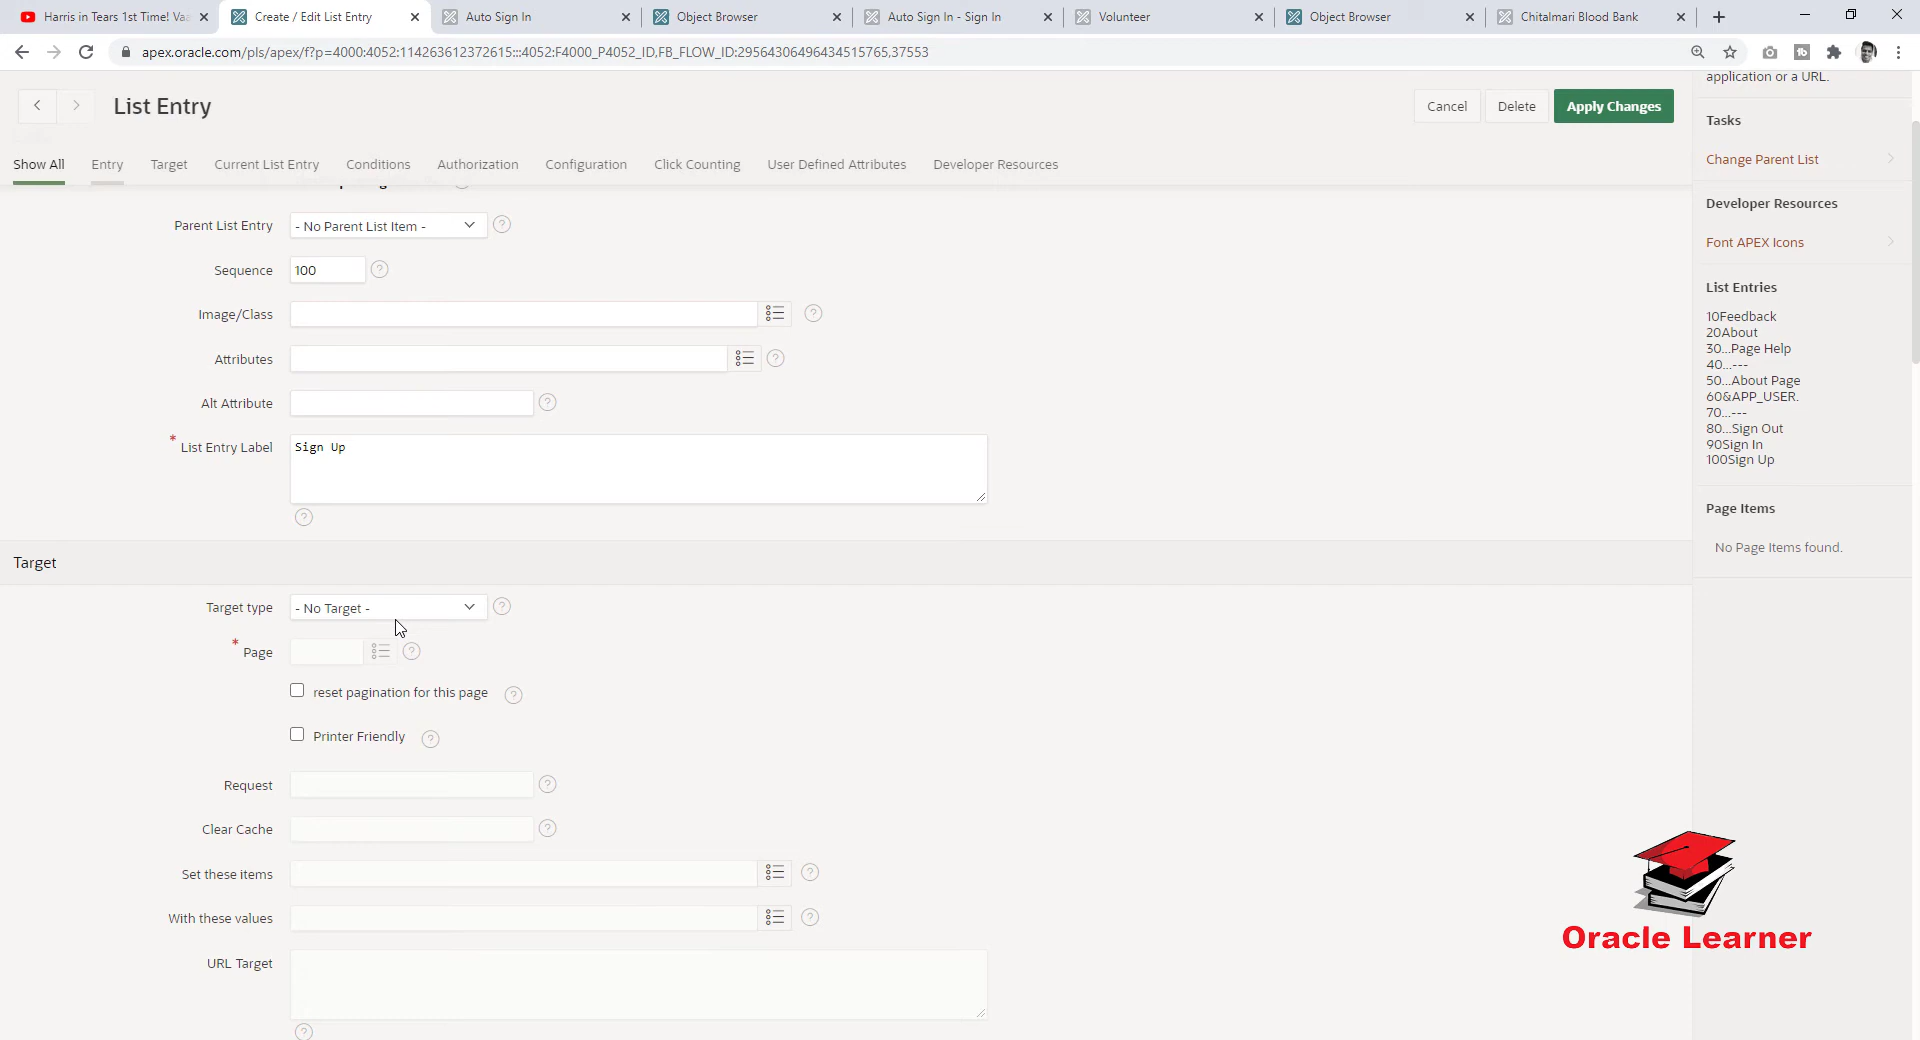 Harris in Tears 1st Time! Vaa
Create / Edit List Entry
Auto Sign In
Object Browser
Auto Sign In - Sign In
Volunteer
Object Browser
Chitalmari Blood Bank
apex.oracle.com/pls/apex/f?p=4000:4052:114263612372615:::4052:F4000_P4052_ID,FB_FLOW_ID:29564306496434515765,37553
List Entry
Cancel
Delete
Apply Changes
Show All
Entry
Target
Current List Entry
Conditions
Authorization
Configuration
Click Counting
User Defined Attributes
Developer Resources
Parent List Entry
- No Parent List Item -
Sequence
100
Image/Class
Attributes
Alt Attribute
* List Entry Label
Sign Up
Target
Target type
- No Target -
* Page
reset pagination for this page
Printer Friendly
Request
Clear Cache
Set these items
With these values
URL Target
application or a URL.
Tasks
Change Parent List
Developer Resources
Font APEX Icons
List Entries
10Feedback
20About
30...Page Help
40...---
50...About Page
60&APP_USER.
70...---
80...Sign Out
90Sign In
100Sign Up
Page Items
No Page Items found.
Oracle Learner